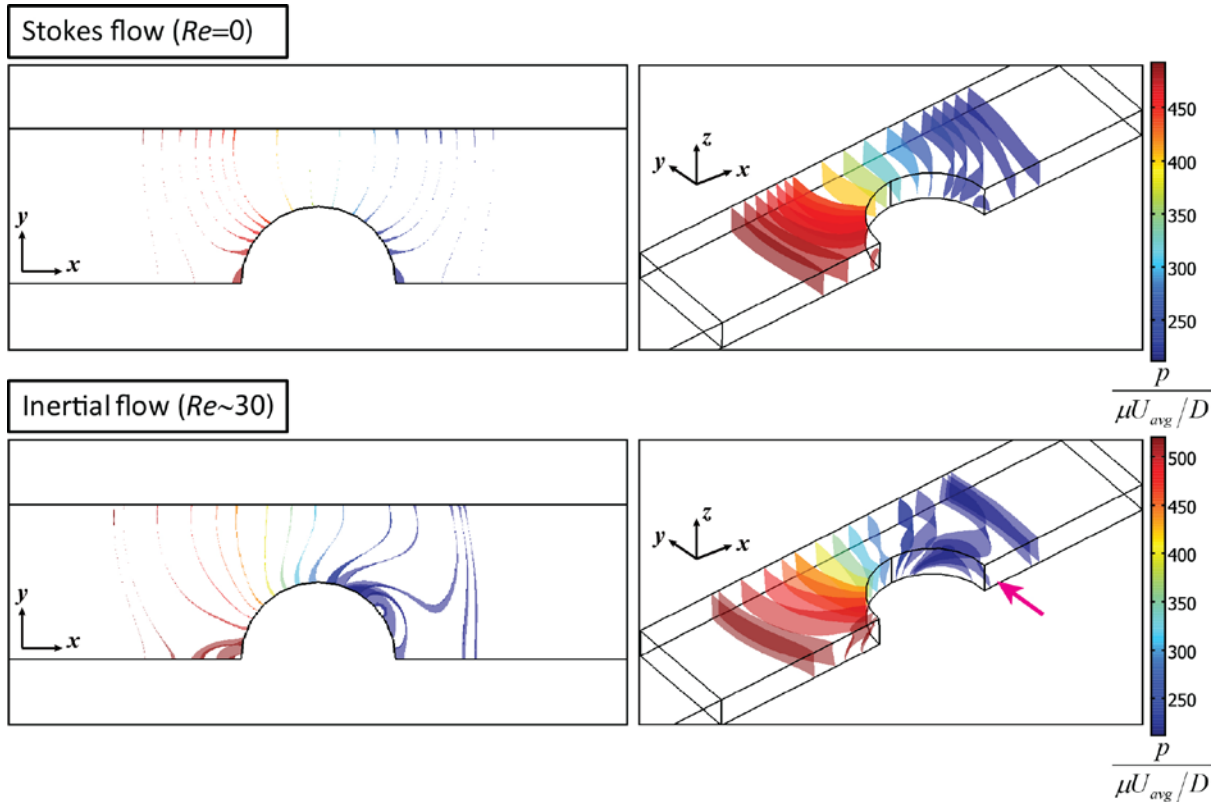 Stokes flow (Re=0)
y
x
z
y
x
450
400
350
300
250
p
μU_avg/D
Inertial flow (Re~30)
y
x
z
y
x
500
450
400
350
300
250
p
μU_avg/D